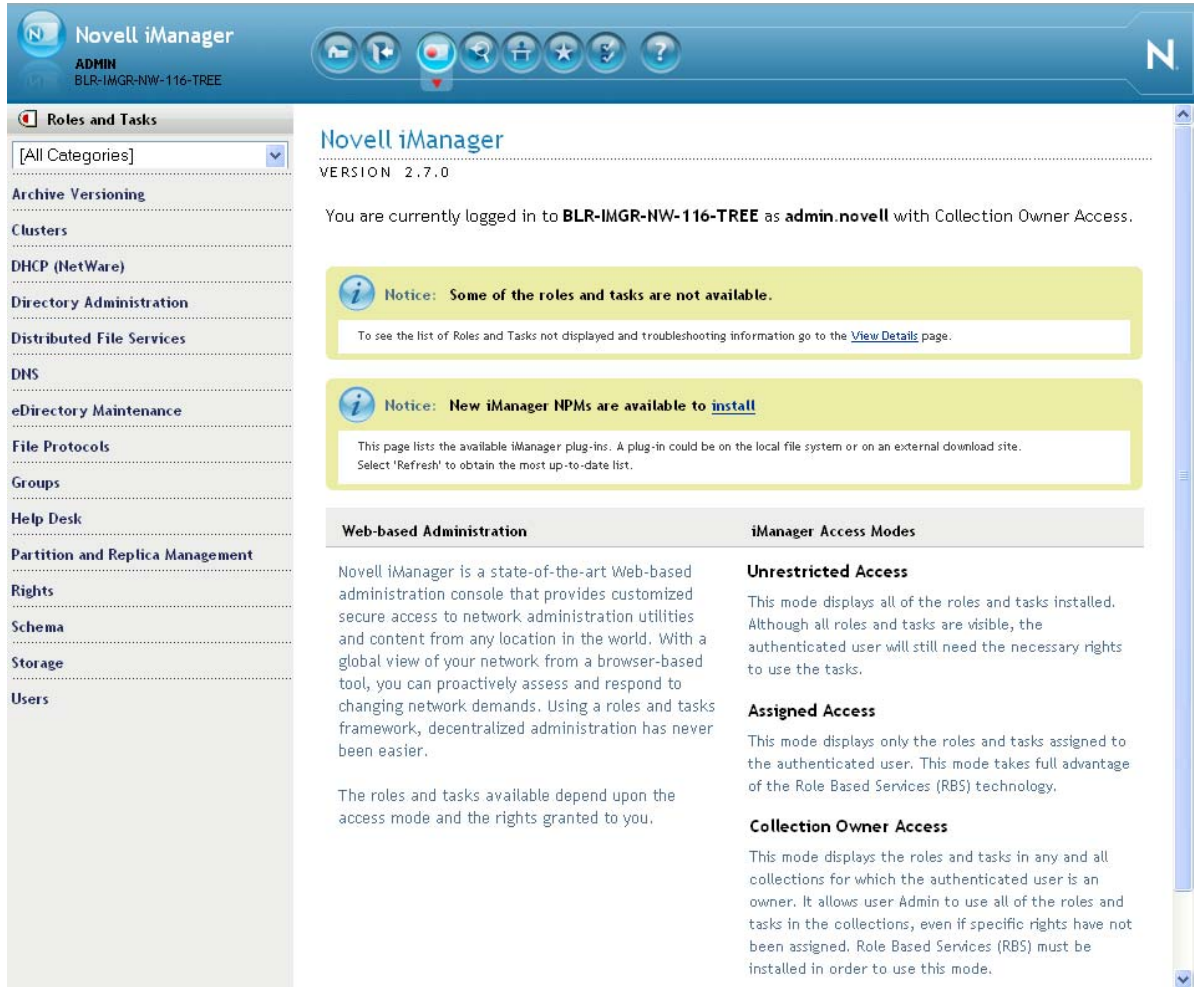 Novell iManager
ADMIN
BLR-IMGR-NW-116-TREE
N
N
Roles and Tasks
[All Categories]
Archive Versioning
Clusters
DHCP (NetWare)
Directory Administration
Distributed File Services
DNS
eDirectory Maintenance
File Protocols
Groups
Help Desk
Partition and Replica Management
Rights
Schema
Storage
Users
Novell iManager
VERSION 2.7.0
You are currently logged in to BLR-IMGR-NW-116-TREE as admin.novell with Collection Owner Access.
Notice: Some of the roles and tasks are not available.
To see the list of Roles and Tasks not displayed and troubleshooting information go to the View Details page.
Notice: New iManager NPMs are available to install
This page lists the available iManager plug-ins. A plug-in could be on the local file system or on an external download site.
Select 'Refresh' to obtain the most up-to-date list.
Web-based Administration
Novell iManager is a state-of-the-art Web-based
administration console that provides customized
secure access to network administration utilities
and content from any location in the world. With a
global view of your network from a browser-based
tool, you can proactively assess and respond to
changing network demands. Using a roles and tasks
framework, decentralized administration has never
been easier.
The roles and tasks available depend upon the
access mode and the rights granted to you.
iManager Access Modes
Unrestricted Access
This mode displays all of the roles and tasks installed.
Although all roles and tasks are visible, the
authenticated user will still need the necessary rights
to use the tasks.
Assigned Access
This mode displays only the roles and tasks assigned to
the authenticated user. This mode takes full advantage
of the Role Based Services (RBS) technology.
Collection Owner Access
This mode displays the roles and tasks in any and all
collections for which the authenticated user is an
owner. It allows user Admin to use all of the roles and
tasks in the collections, even if specific rights have not
been assigned. Role Based Services (RBS) must be
installed in order to use this mode.